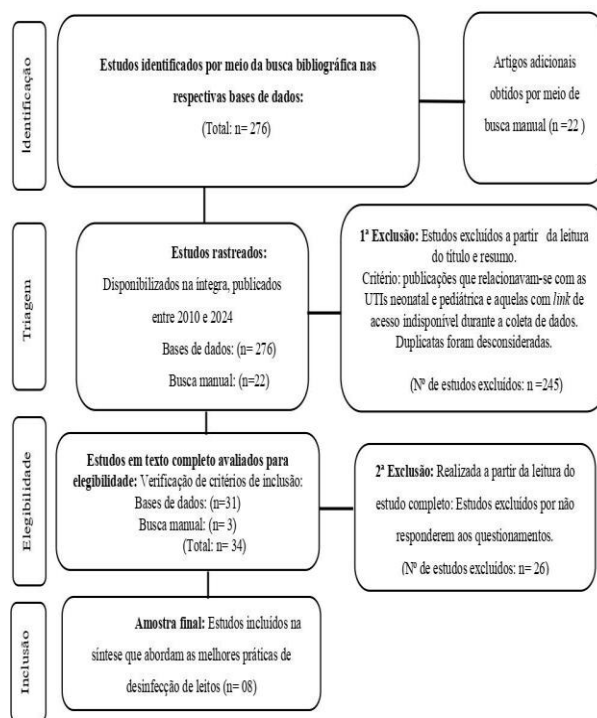 Identificação
Estudos identificados por meio da busca bibliográfica nas
respectivas bases de dados:
(Total: n= 276)
Artigos adicionais
obtidos por meio de
busca manual (n =22 )
Triagem
Estudos rastreados:
Disponibilizados na íntegra, publicados
entre 2010 e 2024
Bases de dados: (n= 276)
Busca manual: (n=22)
1ª Exclusão: Estudos excluídos a partir da leitura
do título e resumo.
Critério: publicações que relacionavam-se com as
UTIs neonatal e pediátrica e aquelas com link de
acesso indisponível durante a coleta de dados.
Duplicatas foram desconsideradas.
(Nº de estudos excluídos: n =245)
Elegibilidade
Estudos em texto completo avaliados para
elegibilidade: Verificação de critérios de inclusão:
Bases de dados: (n=31)
Busca manual: (n= 3)
(Total: n= 34)
2ª Exclusão: Realizada a partir da leitura do
estudo completo: Estudos excluídos por não
responderem aos questionamentos.
(Nº de estudos excluídos: n= 26)
Inclusão
Amostra final: Estudos incluídos na
síntese que abordam as melhores práticas de
desinfecção de leitos (n= 08)